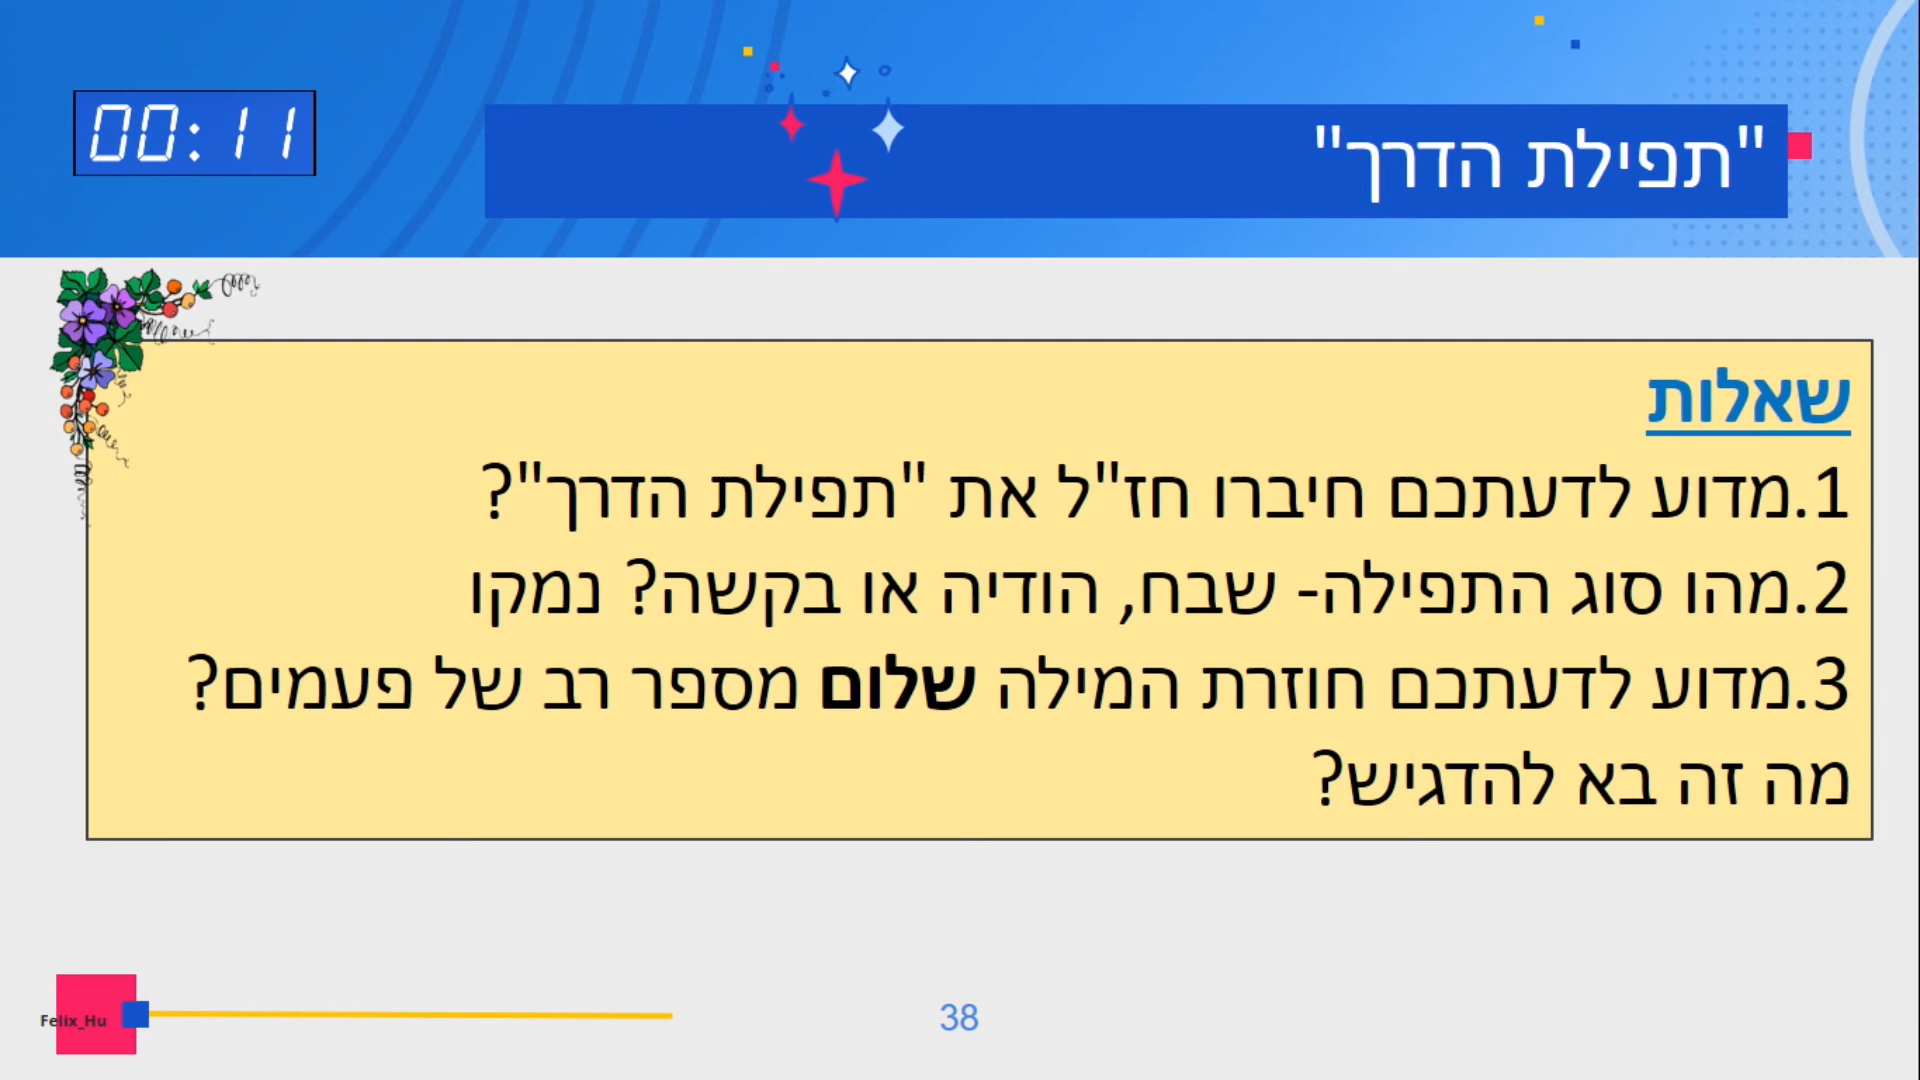 00:11
"תפילת הדרך"
שאלות
1.מדוע לדעתכם חיברו חז"ל את "תפילת הדרך"?
2.מהו סוג התפילה- שבח, הודיה או בקשה? נמקו
3.מדוע לדעתכם חוזרת המילה שלום מספר רב של פעמים?
מה זה בא להדגיש?
Felix_Hu
38